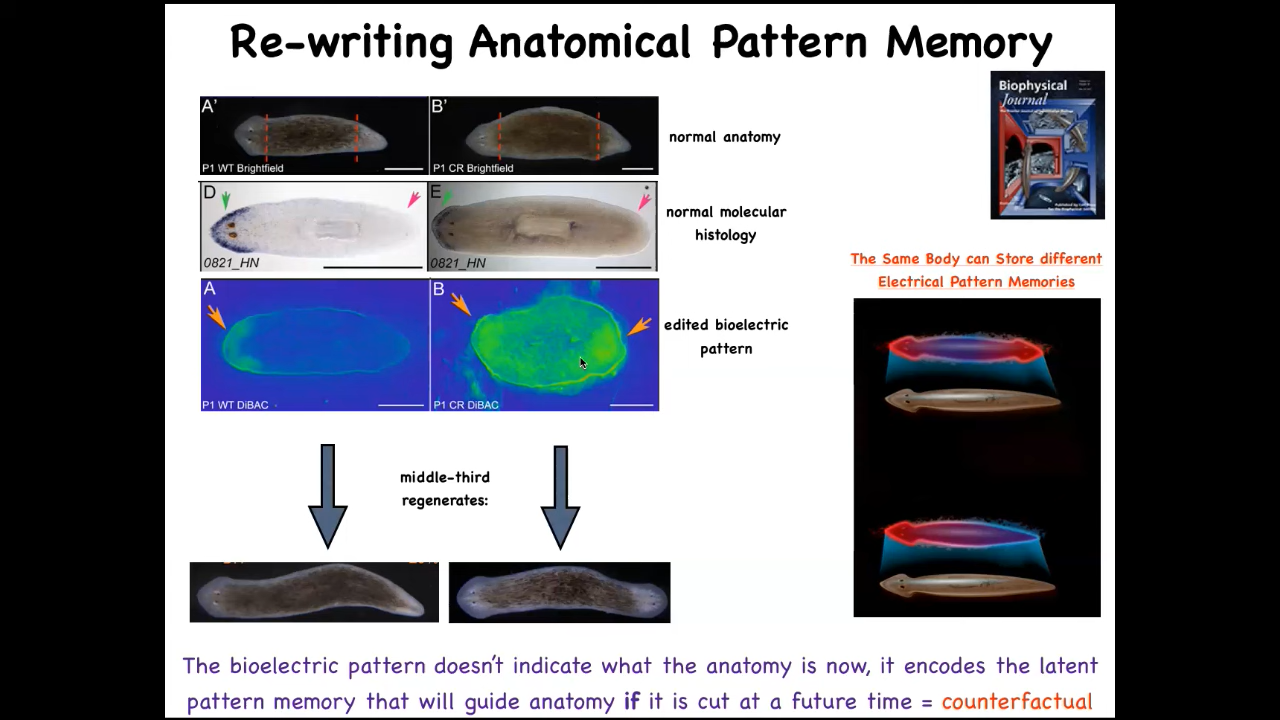 Re-writing Anatomical Pattern Memory
A'
P1 WT Brightfield
B'
P1 CR Brightfield
normal anatomy
D
0821_HN
E
*
0821_HN
normal molecular
histology
A
P1 WT DiBAC
B
P1 CR DiBAC
edited bioelectric
pattern
middle-third
regenerates:
Biophysical
Journal
The Same Body can Store different
Electrical Pattern Memories
The bioelectric pattern doesn't indicate what the anatomy is now, it encodes the latent
pattern memory that will guide anatomy if it is cut at a future time = counterfactual